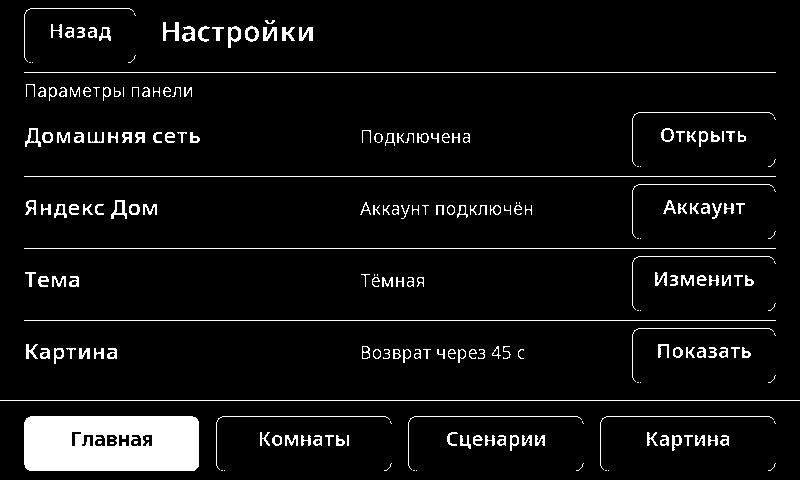 Назад Настройки
Параметры панели
Домашняя сеть Подключена Открыть
Яндекс Дом Аккаунт подключён Аккаунт
Тема Тёмная Изменить
Картина Возврат через 45 с Показать
Главная Комнаты Сценарии Картина